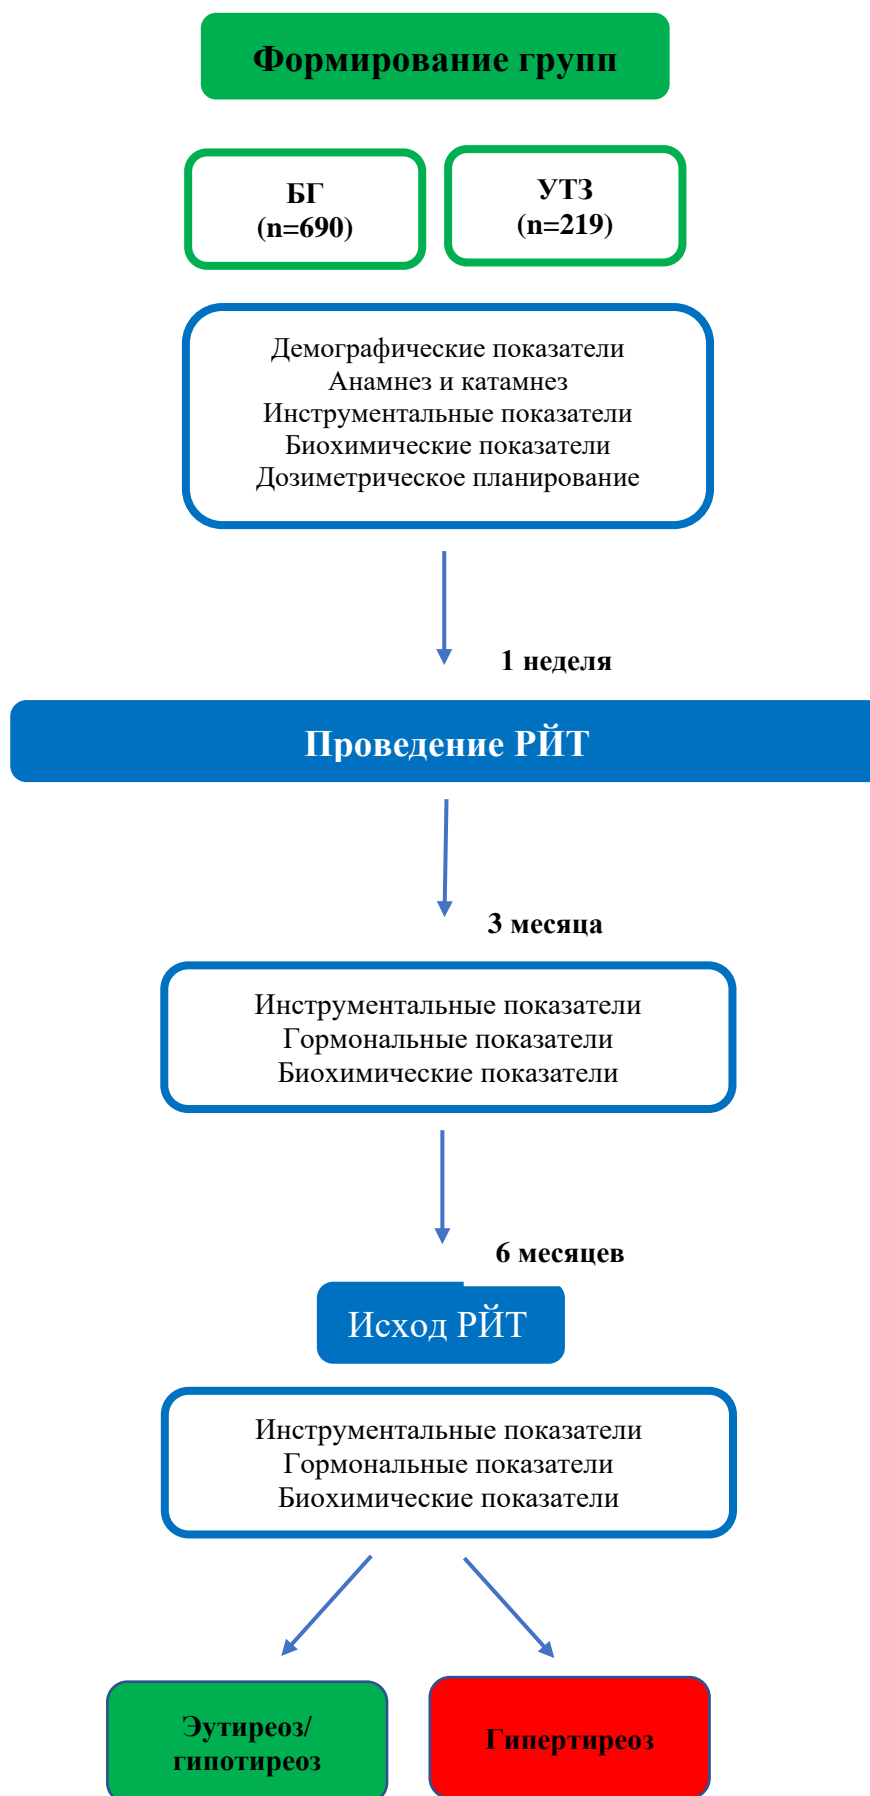 Формирование групп
БГ
(n=690)
УТЗ
(n=219)
Демографические показатели
Анамнез и катамнез
Инструментальные показатели
Биохимические показатели
Дозиметрическое планирование
1 неделя
Проведение РЙТ
3 месяца
Инструментальные показатели
Гормональные показатели
Биохимические показатели
6 месяцев
Исход РЙТ
Инструментальные показатели
Гормональные показатели
Биохимические показатели
Эутиреоз/
гипотиреоз
Гипертиреоз